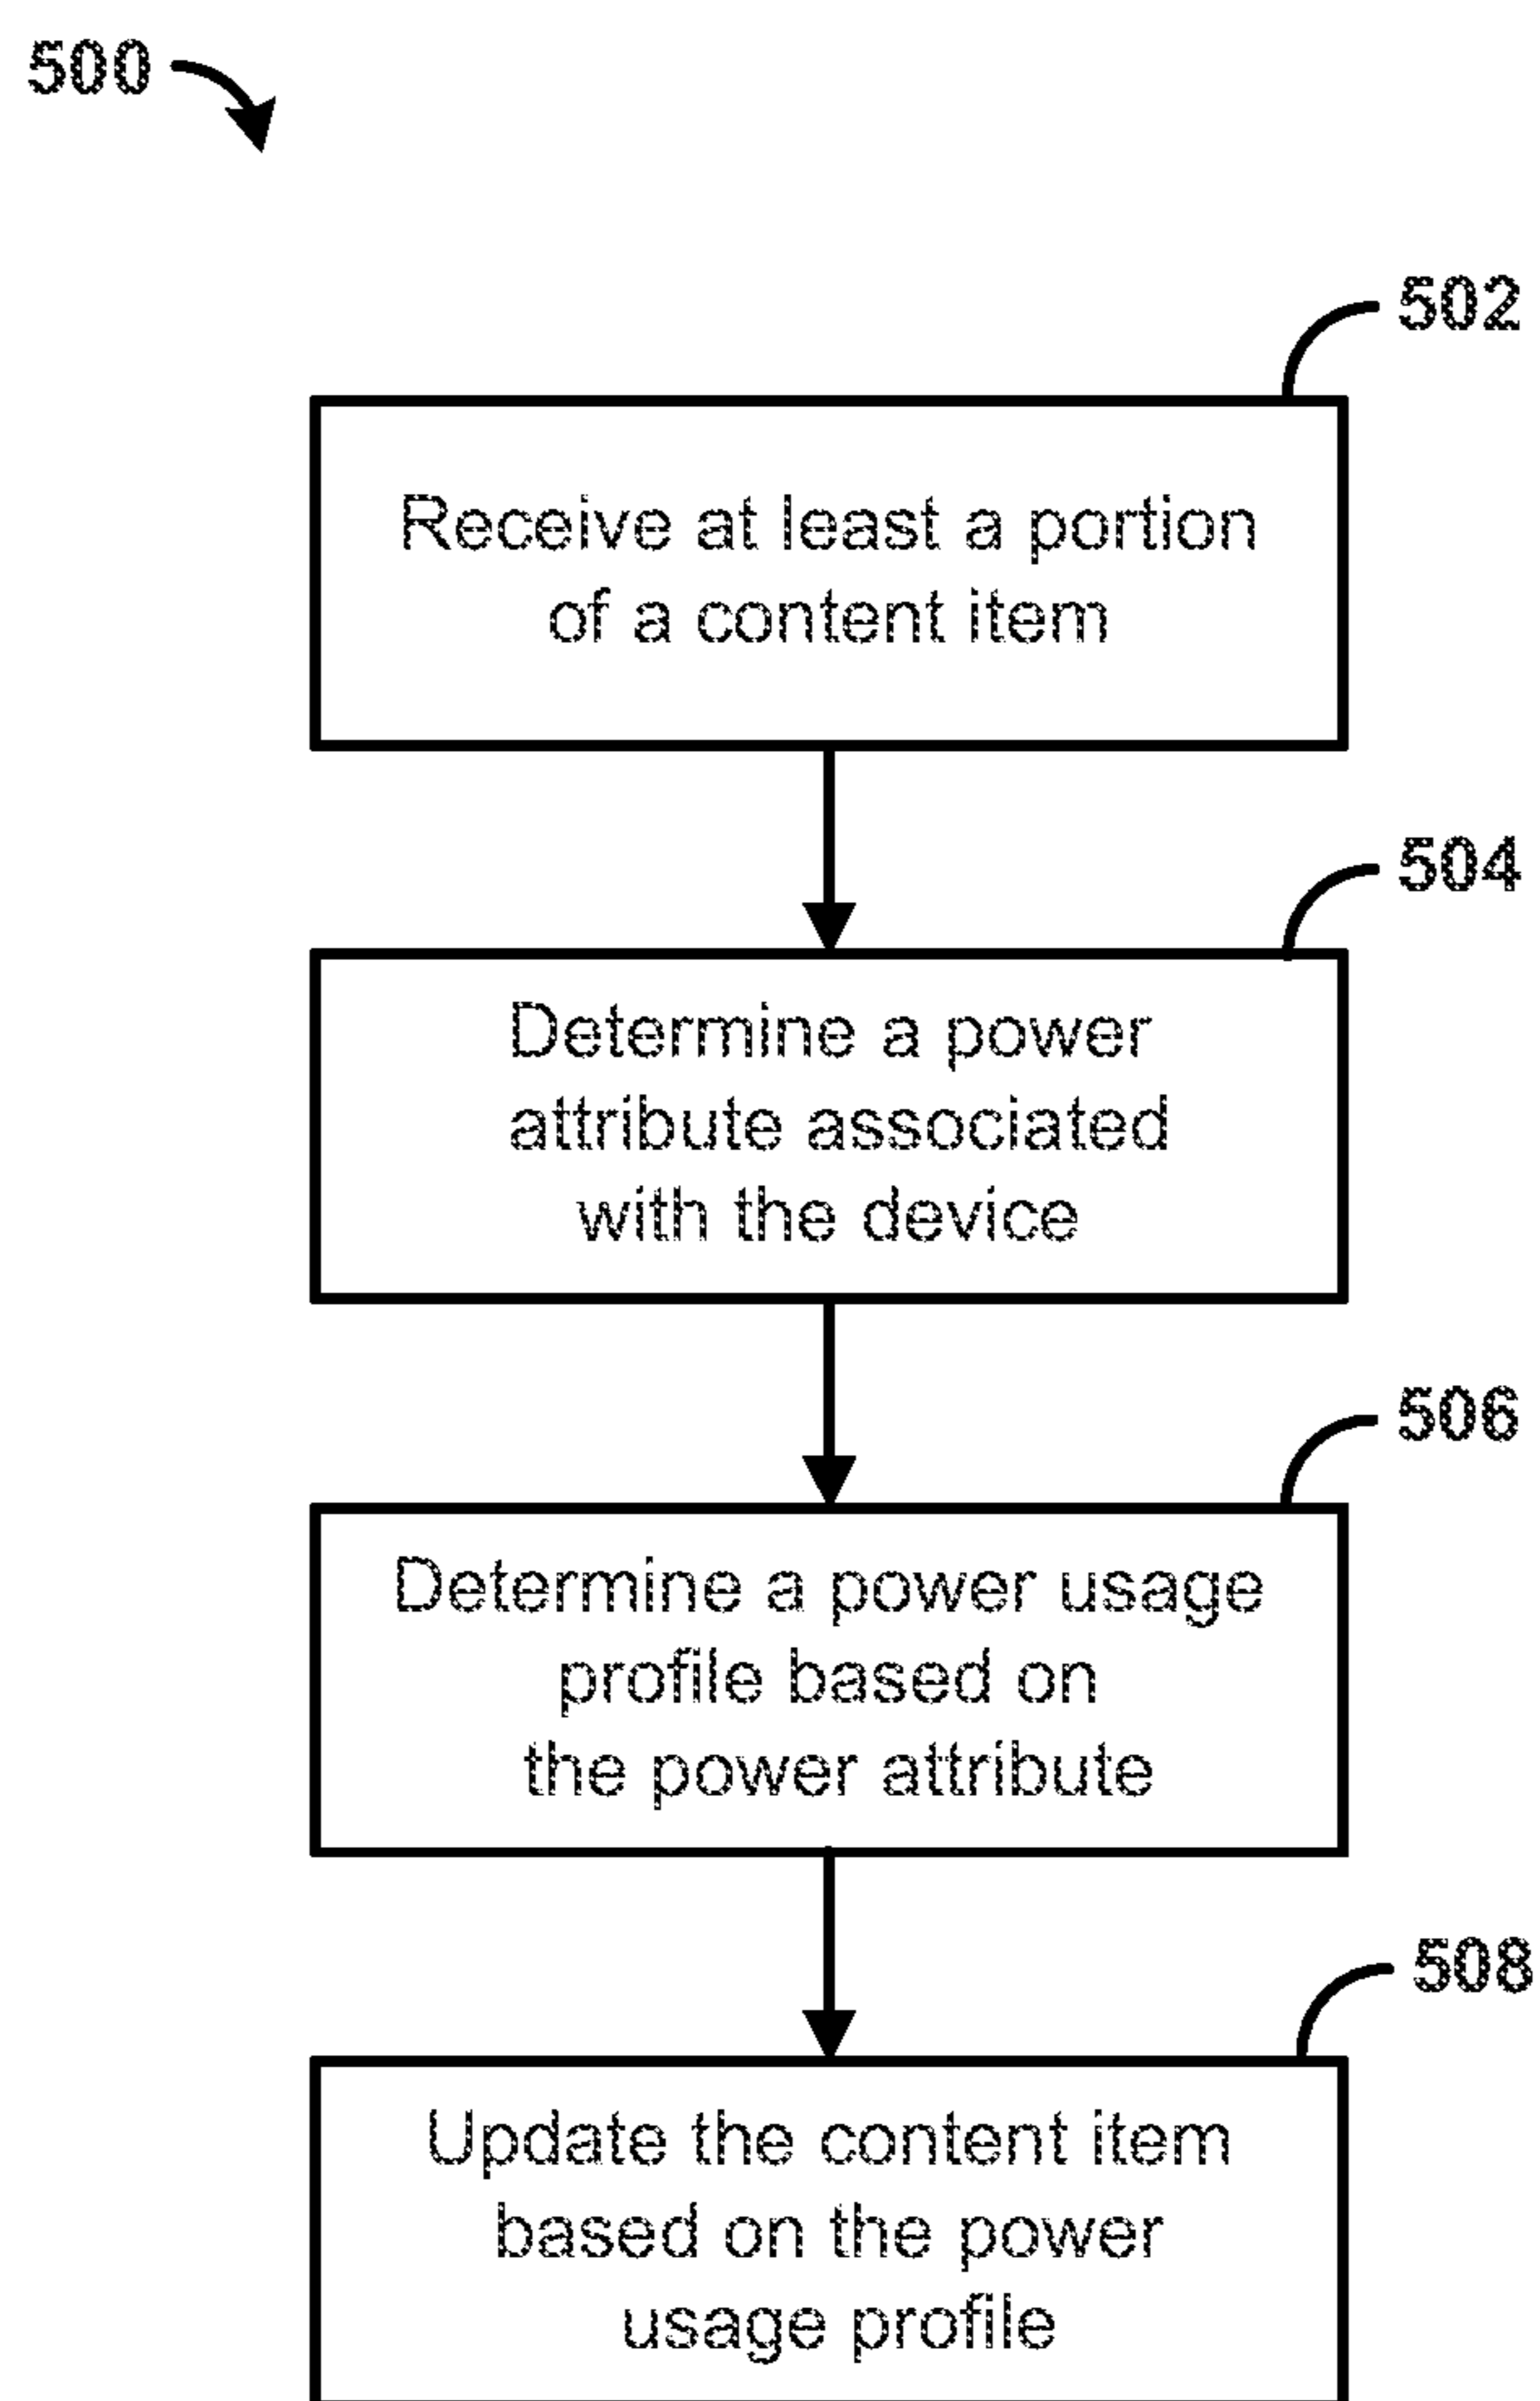 500
502
Receive at least a portion
of a content item
504
Determine a power
attribute associated
with the device
506
Determine a power usage
profile based on
the power attribute
508
Update the content item
based on the power
usage profile